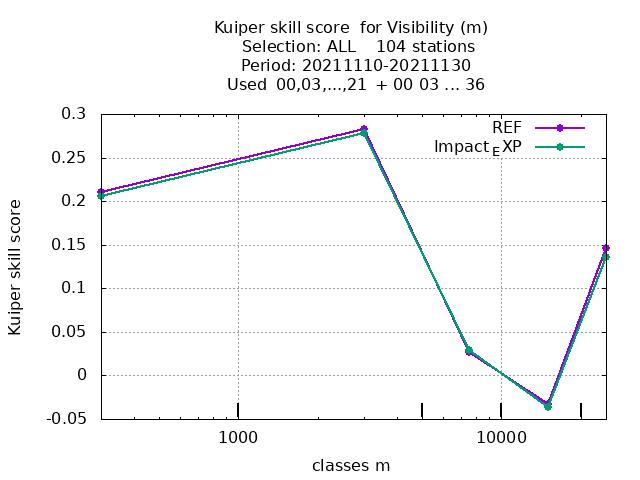 Kuiper skill score  for Visibility (m)
Selection: ALL    104 stations
Period: 20211110-20211130
Used  00,03,...,21  + 00 03 ... 36
REF
Impact_EXP
0.3
0.25
0.2
0.15
0.1
0.05
0
-0.05
Kuiper skill score
1000
10000
classes m